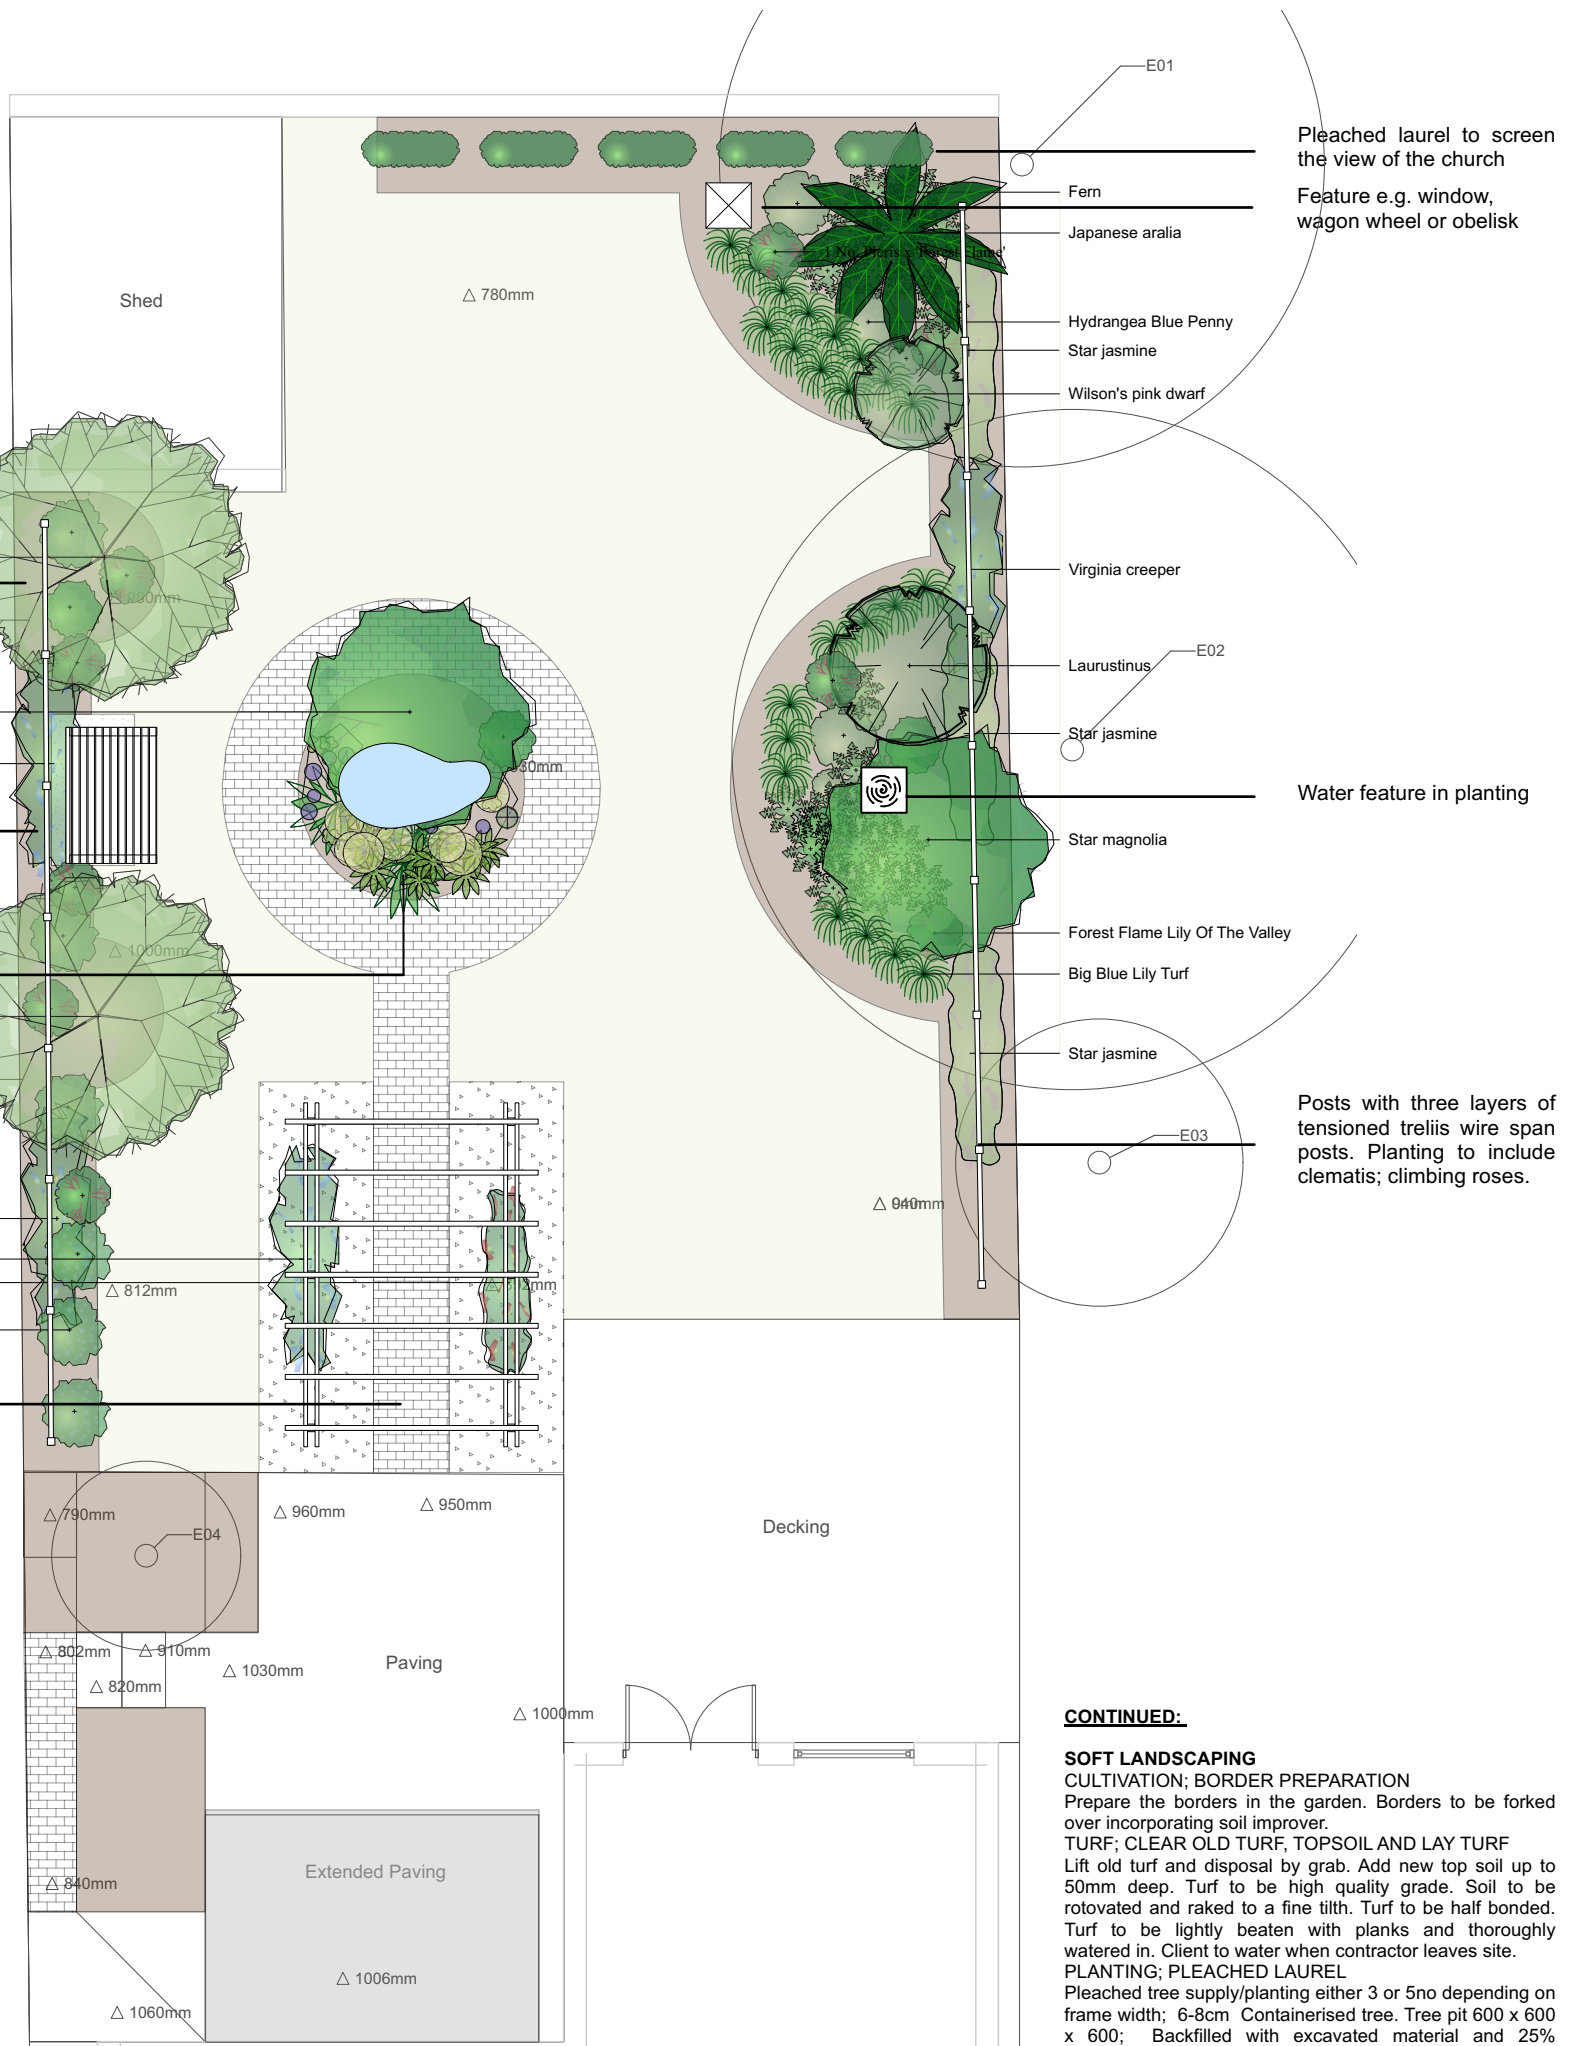 E01
Pleached laurel to screen
the view of the church
Fern
Feature e.g. window,
wagon wheel or obelisk
Japanese aralia
1 No. Pieris x 'Forest Flame'
Shed
780mm
Hydrangea Blue Penny
Star jasmine
Wilson's pink dwarf
Virginia creeper
E02
Laurustinus
Star jasmine
Water feature in planting
Star magnolia
Forest Flame Lily Of The Valley
1000mm
Big Blue Lily Turf
Star jasmine
Posts with three layers of
tensioned treliis wire span
posts. Planting to include
clematis; climbing roses.
E03
940mm
812mm
790mm
960mm
950mm
E04
Decking
802mm
910mm
1030mm
820mm
Paving
1000mm
840mm
Extended Paving
1006mm
1060mm
CONTINUED:
SOFT LANDSCAPING
CULTIVATION; BORDER PREPARATION
Prepare the borders in the garden. Borders to be forked
over incorporating soil improver.
TURF; CLEAR OLD TURF, TOPSOIL AND LAY TURF
Lift old turf and disposal by grab. Add new top soil up to
50mm deep. Turf to be high quality grade. Soil to be
rotovated and raked to a fine tilth. Turf to be half bonded.
Turf to be lightly beaten with planks and thoroughly
watered in. Client to water when contractor leaves site.
PLANTING; PLEACHED LAUREL
Pleached tree supply/planting either 3 or 5no depending on
frame width; 6-8cm Containerised tree. Tree pit 600 x 600
x 600; Backfilled with excavated material and 25%